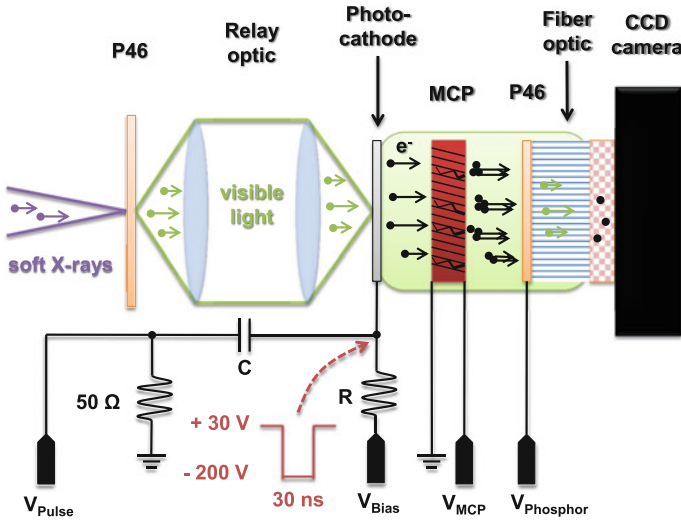 Photo-
cathode
Relay
optic
P46
Fiber
optic
CCD
camera
MCP
P46
e-
visible
light
soft X-rays
C
50 Ω
R
+ 30 V
- 200 V
30 ns
VPulse
VBias
VMCP
VPhosphor